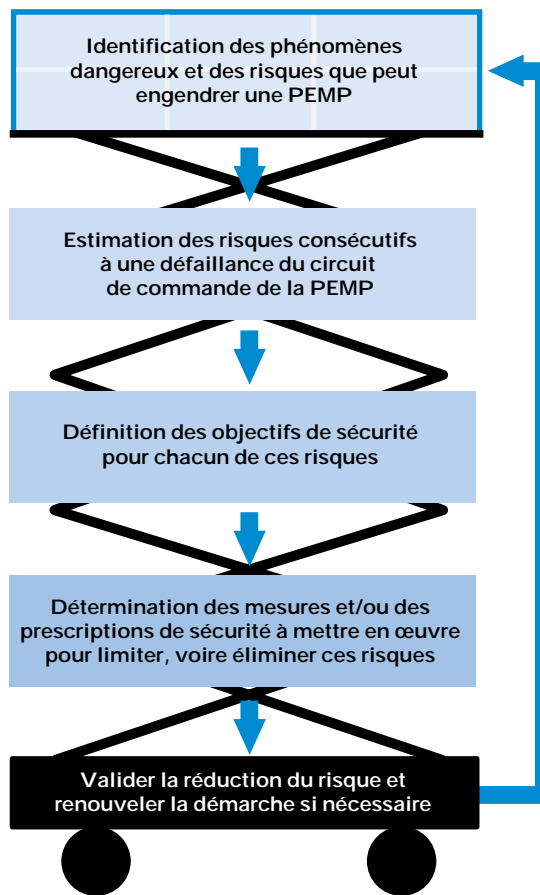 Identification des phénomènes
dangereux et des risques que peut
engendrer une PEMP
Estimation des risques consécutifs
à une défaillance du circuit
de commande de la PEMP
Définition des objectifs de sécurité
pour chacun de ces risques
Détermination des mesures et/ou des
prescriptions de sécurité à mettre en œuvre
pour limiter, voire éliminer ces risques
Valider la réduction du risque et
renouveler la démarche si nécessaire